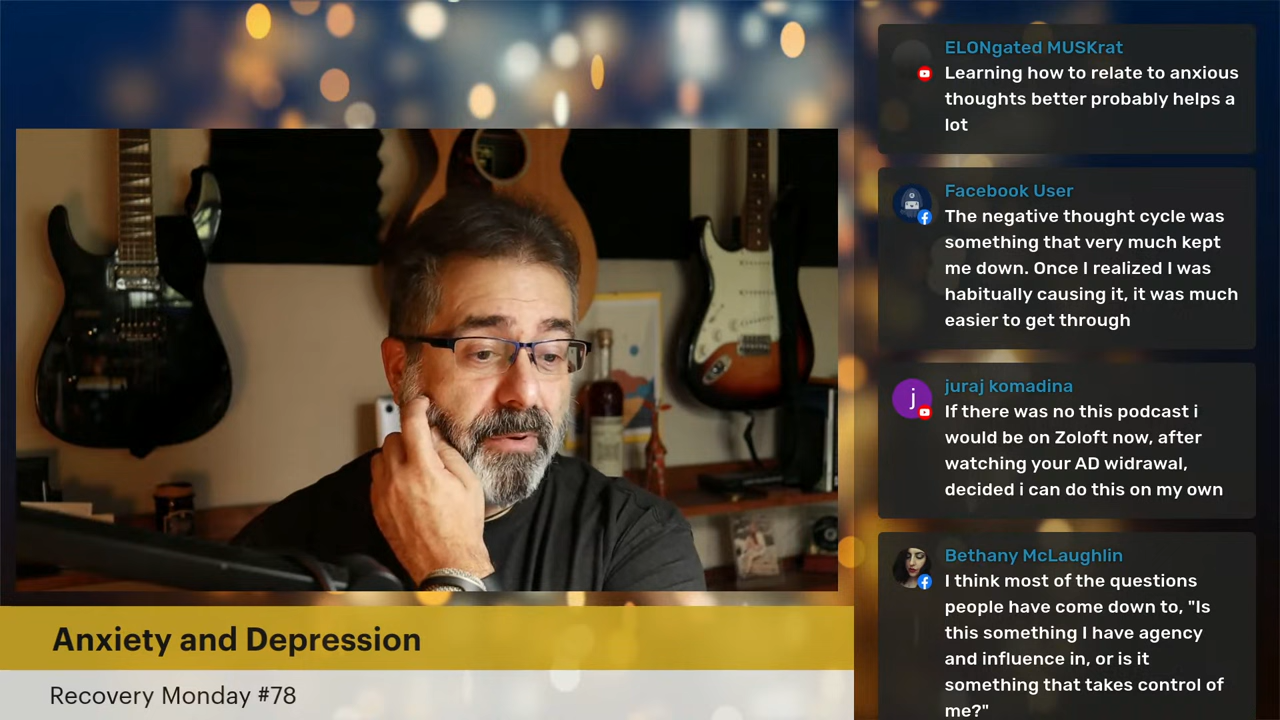 Anxiety and Depression
Recovery Monday #78
ELONgated MUSKrat
Learning how to relate to anxious
thoughts better probably helps a
lot
Facebook User
The negative thought cycle was
something that very much kept
me down. Once I realized I was
habitually causing it, it was much
easier to get through
j
juraj komadina
If there was no this podcast i
would be on Zoloft now, after
watching your AD widrawal,
decided i can do this on my own
Bethany McLaughlin
I think most of the questions
people have come down to, "Is
this something I have agency
and influence in, or is it
something that takes control of
me?"